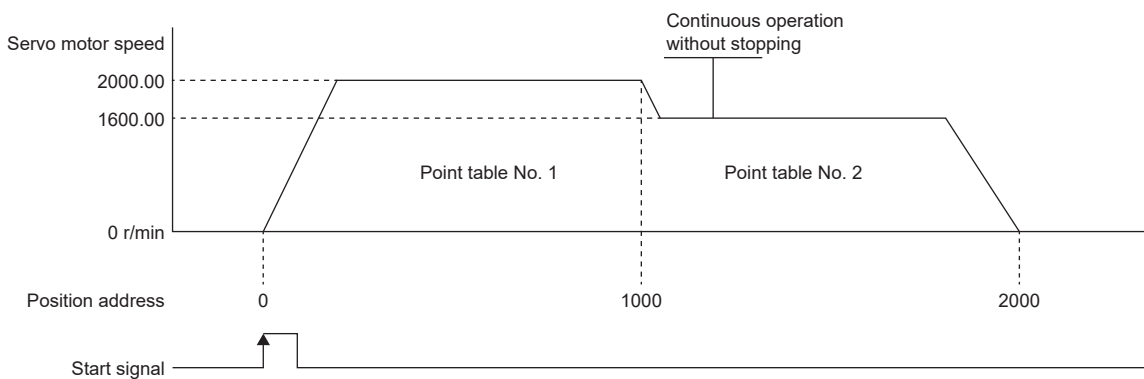 Continuous operation
without stopping
Servo motor speed
2000.00
1600.00
Point table No. 1
Point table No. 2
0 r/min
Position address
0
1000
2000
Start signal